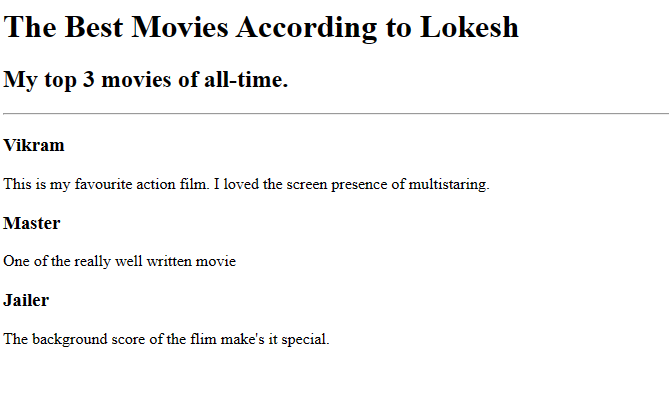 The Best Movies According to Lokesh
My top 3 movies of all-time.
Vikram
This is my favourite action film. I loved the screen presence of multistaring.
Master
One of the really well written movie
Jailer
The background score of the flim make's it special.